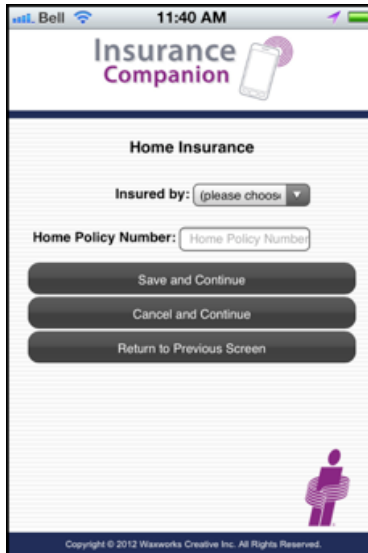 Bell 11:40 AM
Insurance
Companion
Home Insurance
Insured by: (please choose
Home Policy Number: Home Policy Number
Save and Continue
Cancel and Continue
Return to Previous Screen
Copyright © 2012 Waxworks Creative Inc. All Rights Reserved.